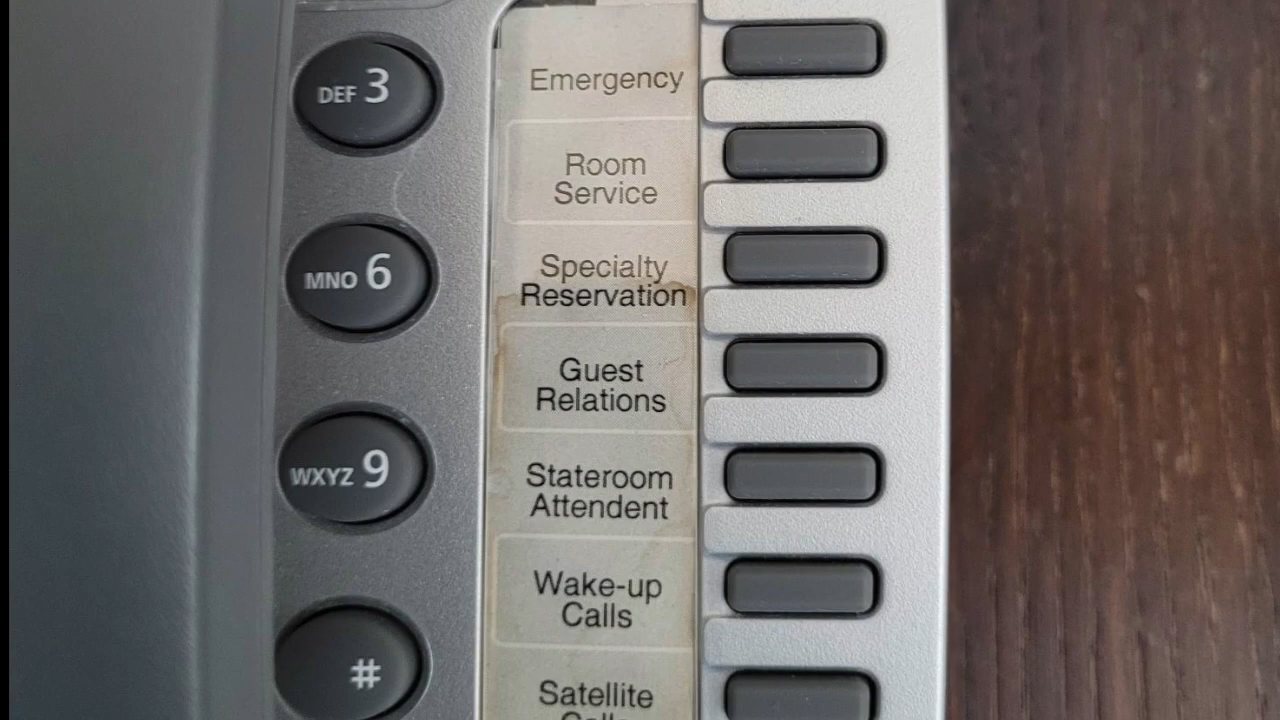 DEF 3
Emergency
Room
Service
MNO 6
Specialty
Reservation
Guest
Relations
WXYZ 9
Stateroom
Attendent
Wake-up
Calls
#
Satellite
Calls